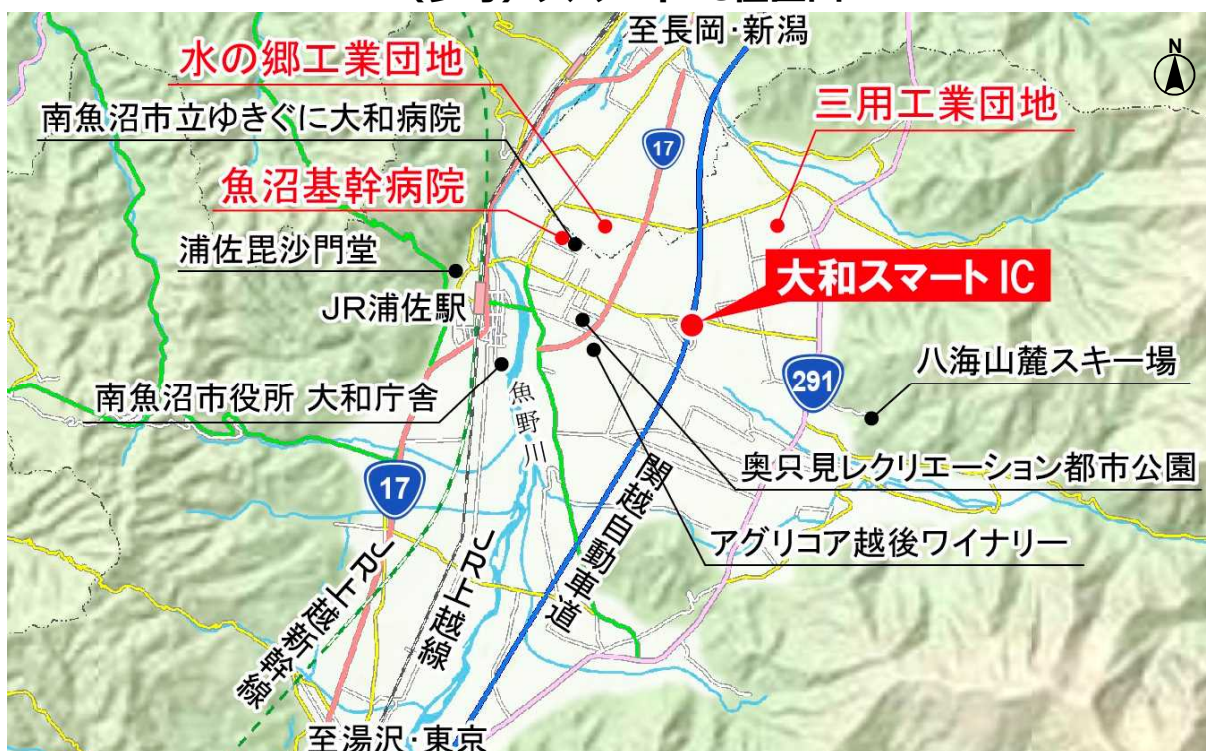 至長岡･新潟
N
水の郷工業団地
三用工業団地
南魚沼市立ゆきぐに大和病院
17
魚沼基幹病院
浦佐毘沙門堂
大和スマートIC
JR浦佐駅
八海山麓スキー場
291
南魚沼市役所 大和庁舎
魚野川
奥只見レクリエーション都市公園
17
関越自動車道
アグリコア越後ワイナリー
JR上越線
JR上越新幹線
至湯沢･東京